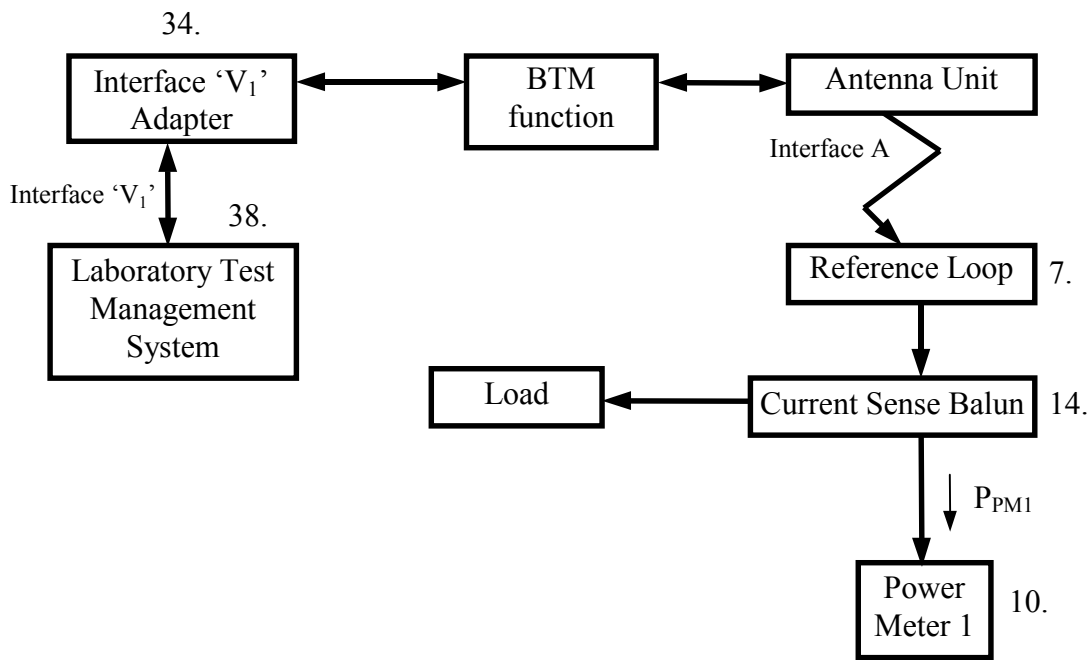 34.
Interface ‘V1’
Adapter
BTM
function
Antenna Unit
Interface A
Interface ‘V1’
38.
Laboratory Test
Management
System
Reference Loop
7.
Load
Current Sense Balun
14.
PPM1
Power
Meter 1
10.